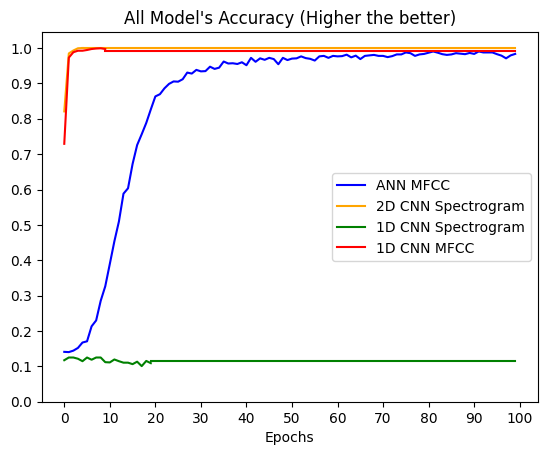 All Model's Accuracy (Higher the better)
1.0
0.9
0.8
0.7
0.6
0.5
0.4
0.3
0.2
0.1
0.0
ANN MFCC
2D CNN Spectrogram
1D CNN Spectrogram
1D CNN MFCC
0 10 20 30 40 50 60 70 80 90 100
Epochs